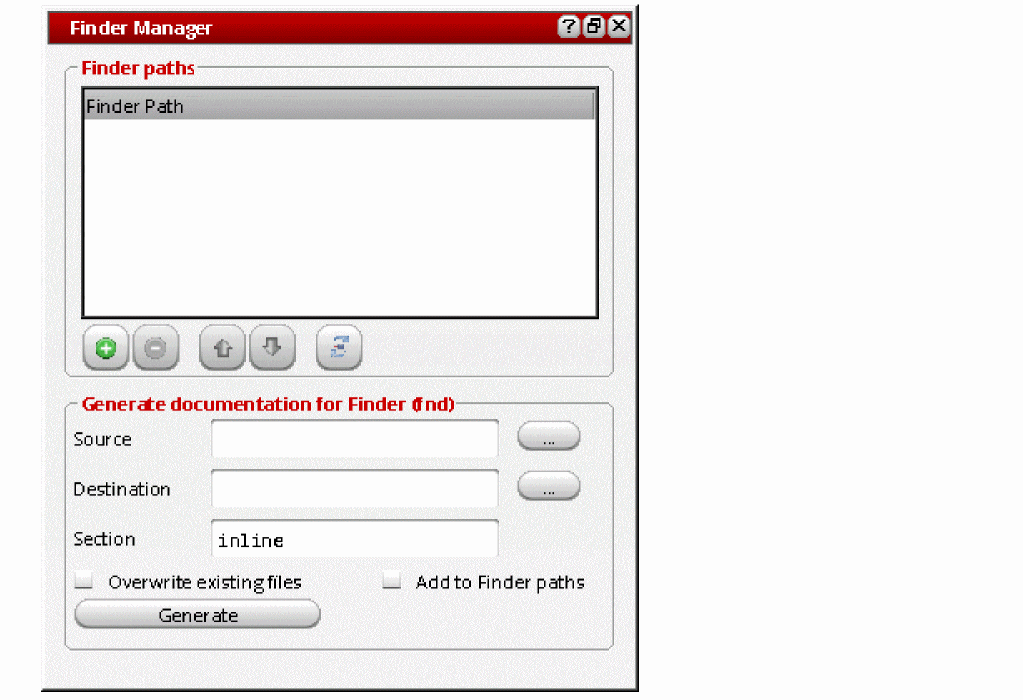 Finder Manager
Finder paths
Finder Path
Generate documentation for Finder (fnd)
Source ...
Destination ...
Section inline
Overwrite existing files Add to Finder paths
Generate